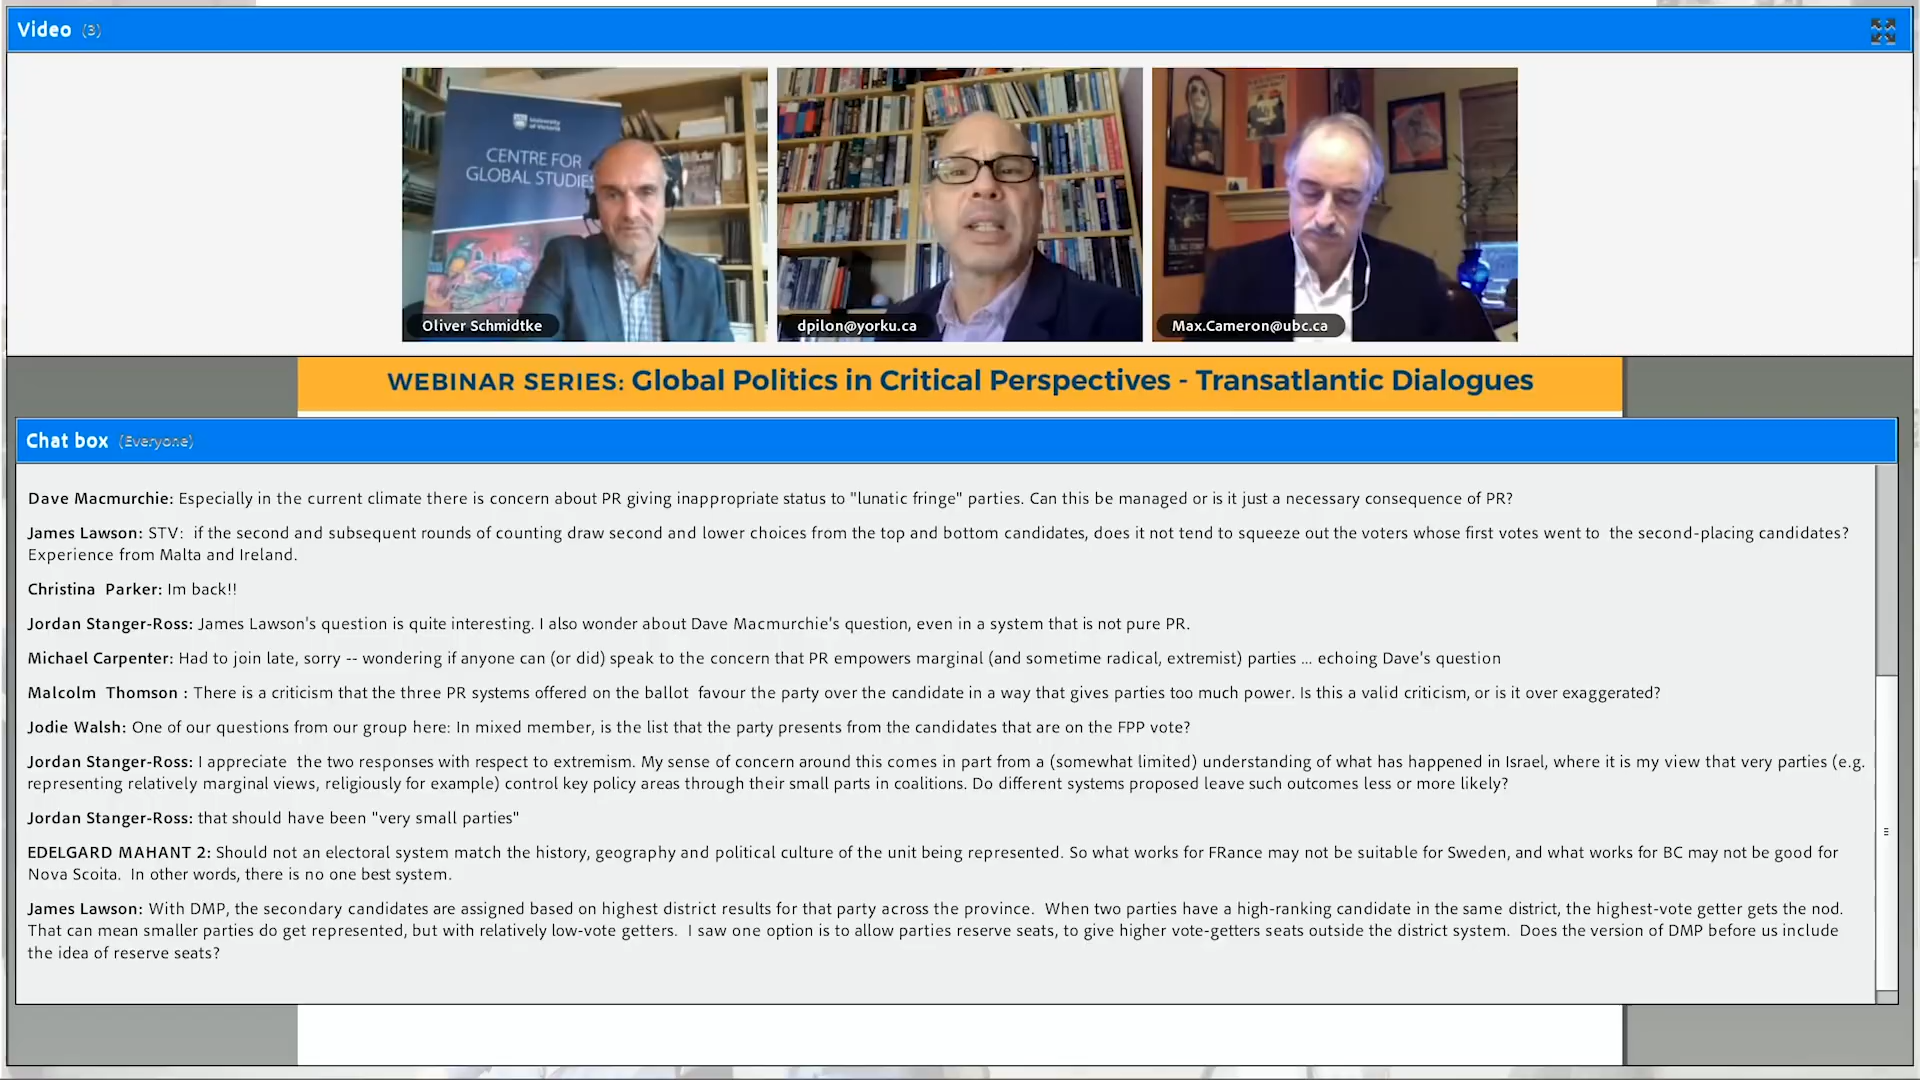 Video (3)
University
of Victoria
CENTRE FOR
GLOBAL STUDIE
Oliver Schmidtke
dpilon@yorku.ca
Max.Cameron@ubc.ca
WEBINAR SERIES: Global Politics in Critical Perspectives - Transatlantic Dialogues
Chat box (Everyone)
Dave Macmurchie: Especially in the current climate there is concern about PR giving inappropriate status to "lunatic fringe" parties. Can this be managed or is it just a necessary consequence of PR?
James Lawson: STV: if the second and subsequent rounds of counting draw second and lower choices from the top and bottom candidates, does it not tend to squeeze out the voters whose first votes went to the second-placing candidates?
Experience from Malta and Ireland.
Christina Parker: Im back!!
Jordan Stanger-Ross: James Lawson's question is quite interesting. I also wonder about Dave Macmurchie's question, even in a system that is not pure PR.
Michael Carpenter: Had to join late, sorry -- wondering if anyone can (or did) speak to the concern that PR empowers marginal (and sometime radical, extremist) parties ... echoing Dave's question
Malcolm Thomson : There is a criticism that the three PR systems offered on the ballot favour the party over the candidate in a way that gives parties too much power. Is this a valid criticism, or is it over exaggerated?
Jodie Walsh: One of our questions from our group here: In mixed member, is the list that the party presents from the candidates that are on the FPP vote?
Jordan Stanger-Ross: I appreciate the two responses with respect to extremism. My sense of concern around this comes in part from a (somewhat limited) understanding of what has happened in Israel, where it is my view that very parties (e.g.
representing relatively marginal views, religiously for example) control key policy areas through their small parts in coalitions. Do different systems proposed leave such outcomes less or more likely?
Jordan Stanger-Ross: that should have been "very small parties"
EDELGARD MAHANT 2: Should not an electoral system match the history, geography and political culture of the unit being represented. So what works for FRance may not be suitable for Sweden, and what works for BC may not be good for
Nova Scoita. In other words, there is no one best system.
James Lawson: With DMP, the secondary candidates are assigned based on highest district results for that party across the province. When two parties have a high-ranking candidate in the same district, the highest-vote getter gets the nod.
That can mean smaller parties do get represented, but with relatively low-vote getters. I saw one option is to allow parties reserve seats, to give higher vote-getters seats outside the district system. Does the version of DMP before us include
the idea of reserve seats?